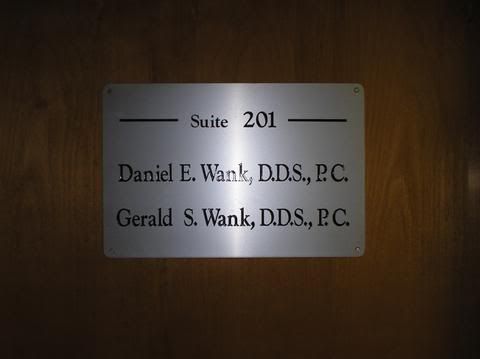 Suite 201
Daniel E. Wank, D.D.S., P.C.
Gerald S. Wank, D.D.S., P.C.